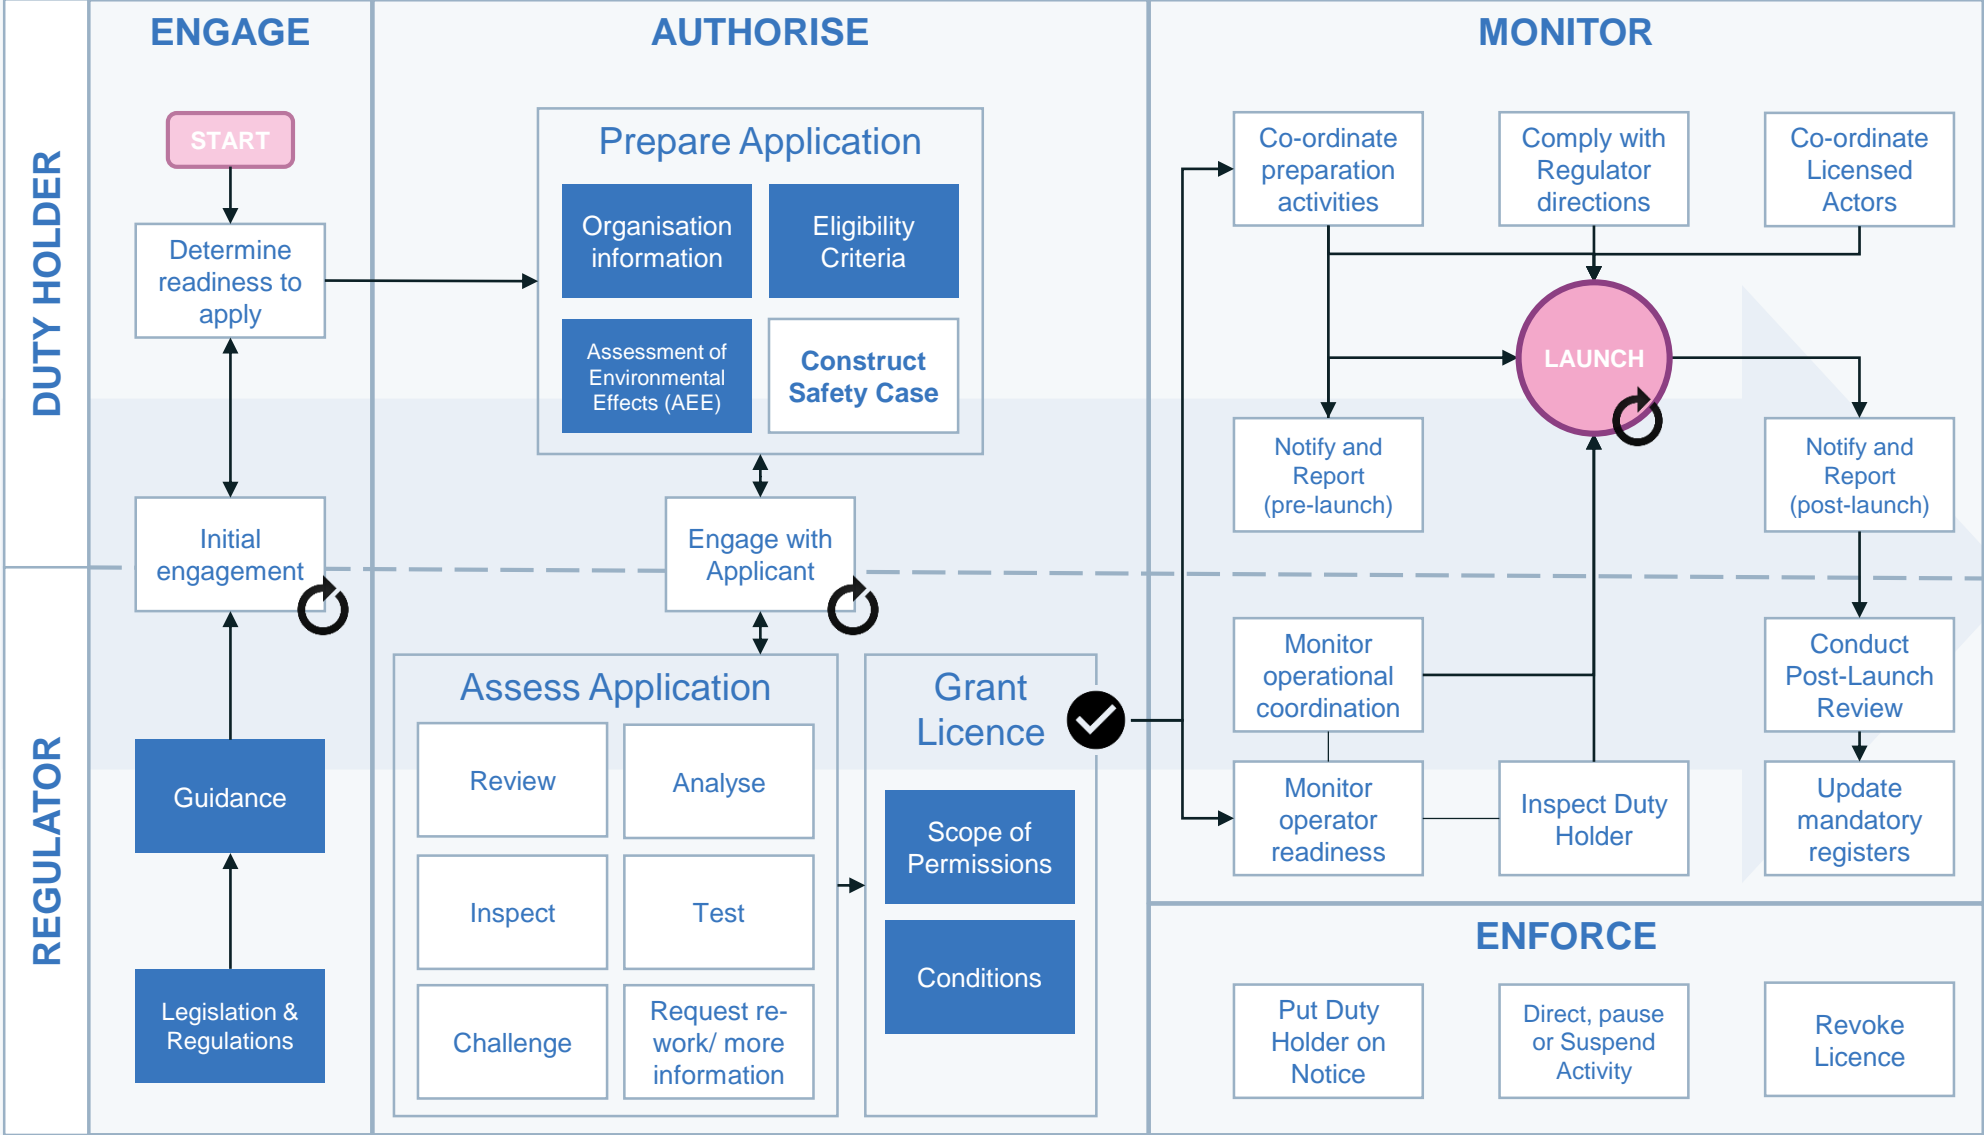 ENGAGE
AUTHORISE
MONITOR
DUTY HOLDER
REGULATOR
START
Determine
readiness to
apply
Initial
engagement
Guidance
Legislation &
Regulations
Prepare Application
Organisation
information
Eligibility
Criteria
Assessment of
Environmental
Effects (AEE)
Construct
Safety Case
Engage with
Applicant
Assess Application
Review
Analyse
Inspect
Test
Challenge
Request re-
work/ more
information
Grant
Licence
Scope of
Permissions
Conditions
Co-ordinate
preparation
activities
Comply with
Regulator
directions
Co-ordinate
Licensed
Actors
LAUNCH
Notify and
Report
(pre-launch)
Notify and
Report
(post-launch)
Monitor
operational
coordination
Conduct
Post-Launch
Review
Monitor
operator
readiness
Inspect Duty
Holder
Update
mandatory
registers
ENFORCE
Put Duty
Holder on
Notice
Direct, pause
or Suspend
Activity
Revoke
Licence